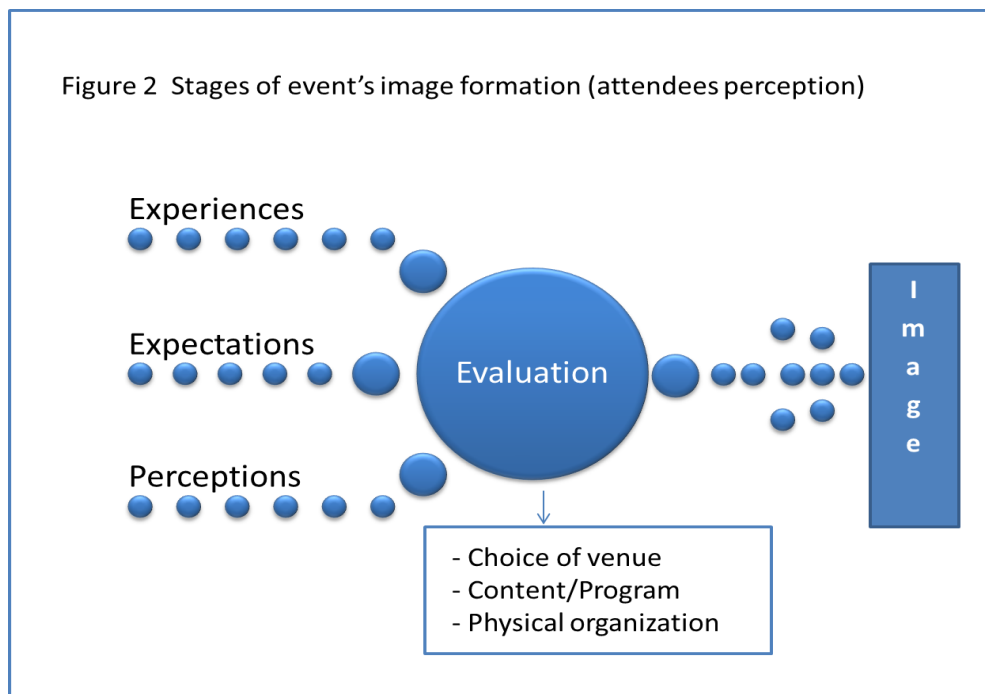 Figure 2  Stages of event's image formation (attendees perception)
Experiences
Expectations
Perceptions
Evaluation
Image
- Choice of venue
- Content/Program
- Physical organization